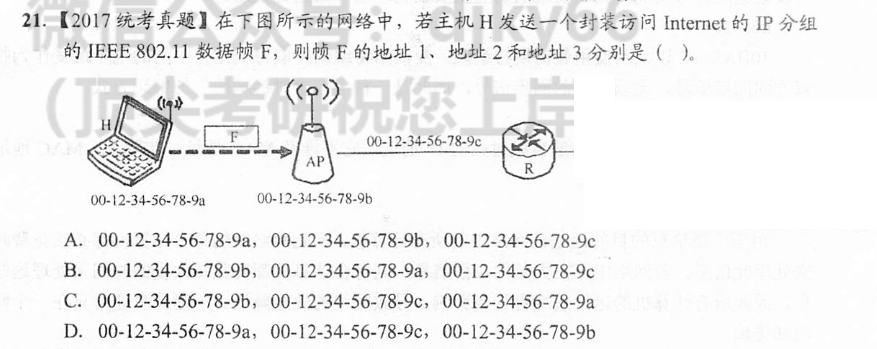 21.【2017 统考真题】在下图所示的网络中，若主机 H 发送一个封装访问 Internet 的 IP 分组
的 IEEE 802.11 数据帧 F，则帧 F 的地址 1、地址 2 和地址 3 分别是（ ）。
(顶尖考研祝您上岸
H
F
AP
00-12-34-56-78-9c
R
00-12-34-56-78-9a
00-12-34-56-78-9b
A. 00-12-34-56-78-9a，00-12-34-56-78-9b，00-12-34-56-78-9c
B. 00-12-34-56-78-9b，00-12-34-56-78-9a，00-12-34-56-78-9c
C. 00-12-34-56-78-9b，00-12-34-56-78-9c，00-12-34-56-78-9a
D. 00-12-34-56-78-9a，00-12-34-56-78-9c，00-12-34-56-78-9b